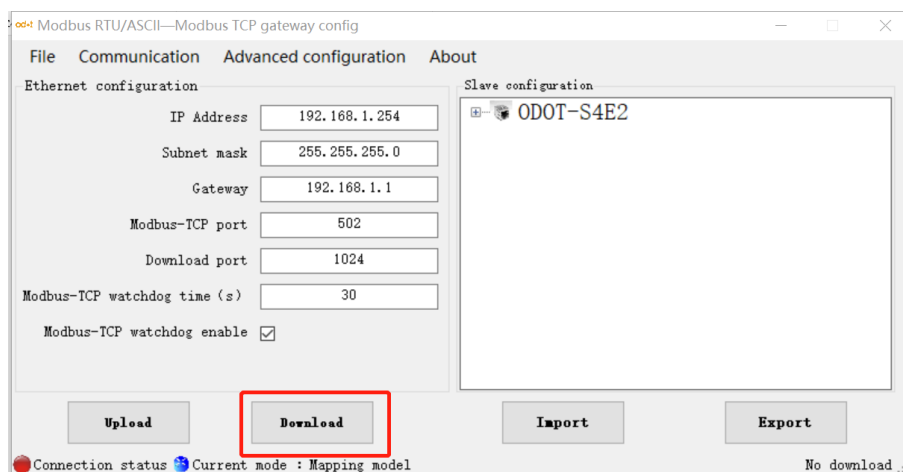 Modbus RTU/ASCII—Modbus TCP gateway config
File Communication Advanced configuration About
Ethernet configuration
IP Address 192.168.1.254
Subnet mask 255.255.255.0
Gateway 192.168.1.1
Modbus-TCP port 502
Download port 1024
Modbus-TCP watchdog time(s) 30
Modbus-TCP watchdog enable
Slave configuration
ODOT-S4E2
Upload Download Import Export
Connection status Current mode : Mapping model No download